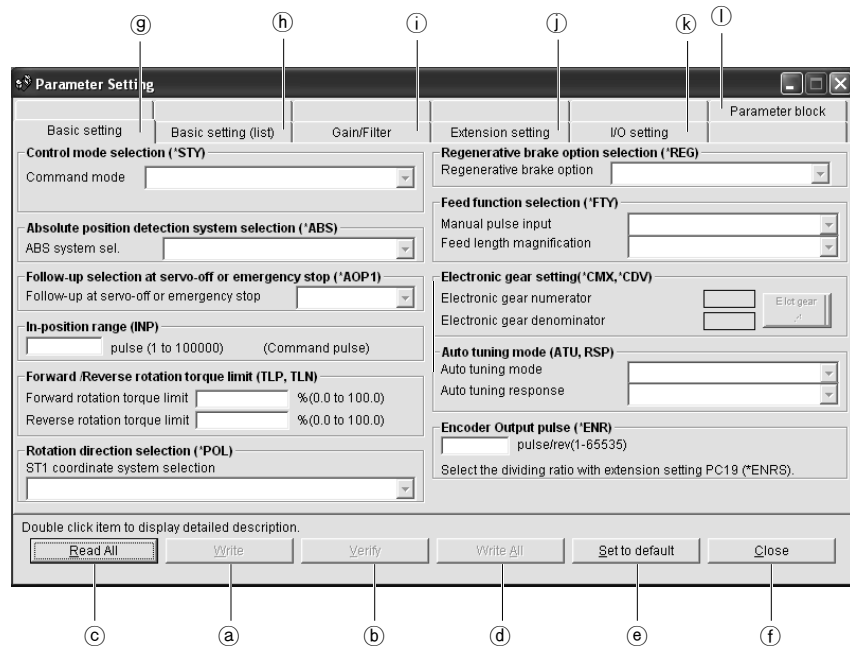 ⓖ ⓗ ⓘ ⓙ ⓚ ⓛ
Parameter Setting
Parameter block
Basic setting Basic setting (list) Gain/Filter Extension setting I/O setting
Control mode selection (*STY)
Command mode
Absolute position detection system selection (*ABS)
ABS system sel.
Follow-up selection at servo-off or emergency stop (*AOP1)
Follow-up at servo-off or emergency stop
In-position range (INP)
pulse (1 to 100000) (Command pulse)
Forward /Reverse rotation torque limit (TLP, TLN)
Forward rotation torque limit %(0.0 to 100.0)
Reverse rotation torque limit %(0.0 to 100.0)
Rotation direction selection (*POL)
ST1 coordinate system selection
Regenerative brake option selection (*REG)
Regenerative brake option
Feed function selection (*FTY)
Manual pulse input
Feed length magnification
Electronic gear setting(*CMX,*CDV)
Electronic gear numerator
Electronic gear denominator
Elct gear
Auto tuning mode (ATU, RSP)
Auto tuning mode
Auto tuning response
Encoder Output pulse (*ENR)
pulse/rev(1-65535)
Select the dividing ratio with extension setting PC19 (*ENRS).
Double click item to display detailed description.
Read All Write Verify Write All Set to default Close
ⓒ ⓐ ⓑ ⓓ ⓔ ⓕ